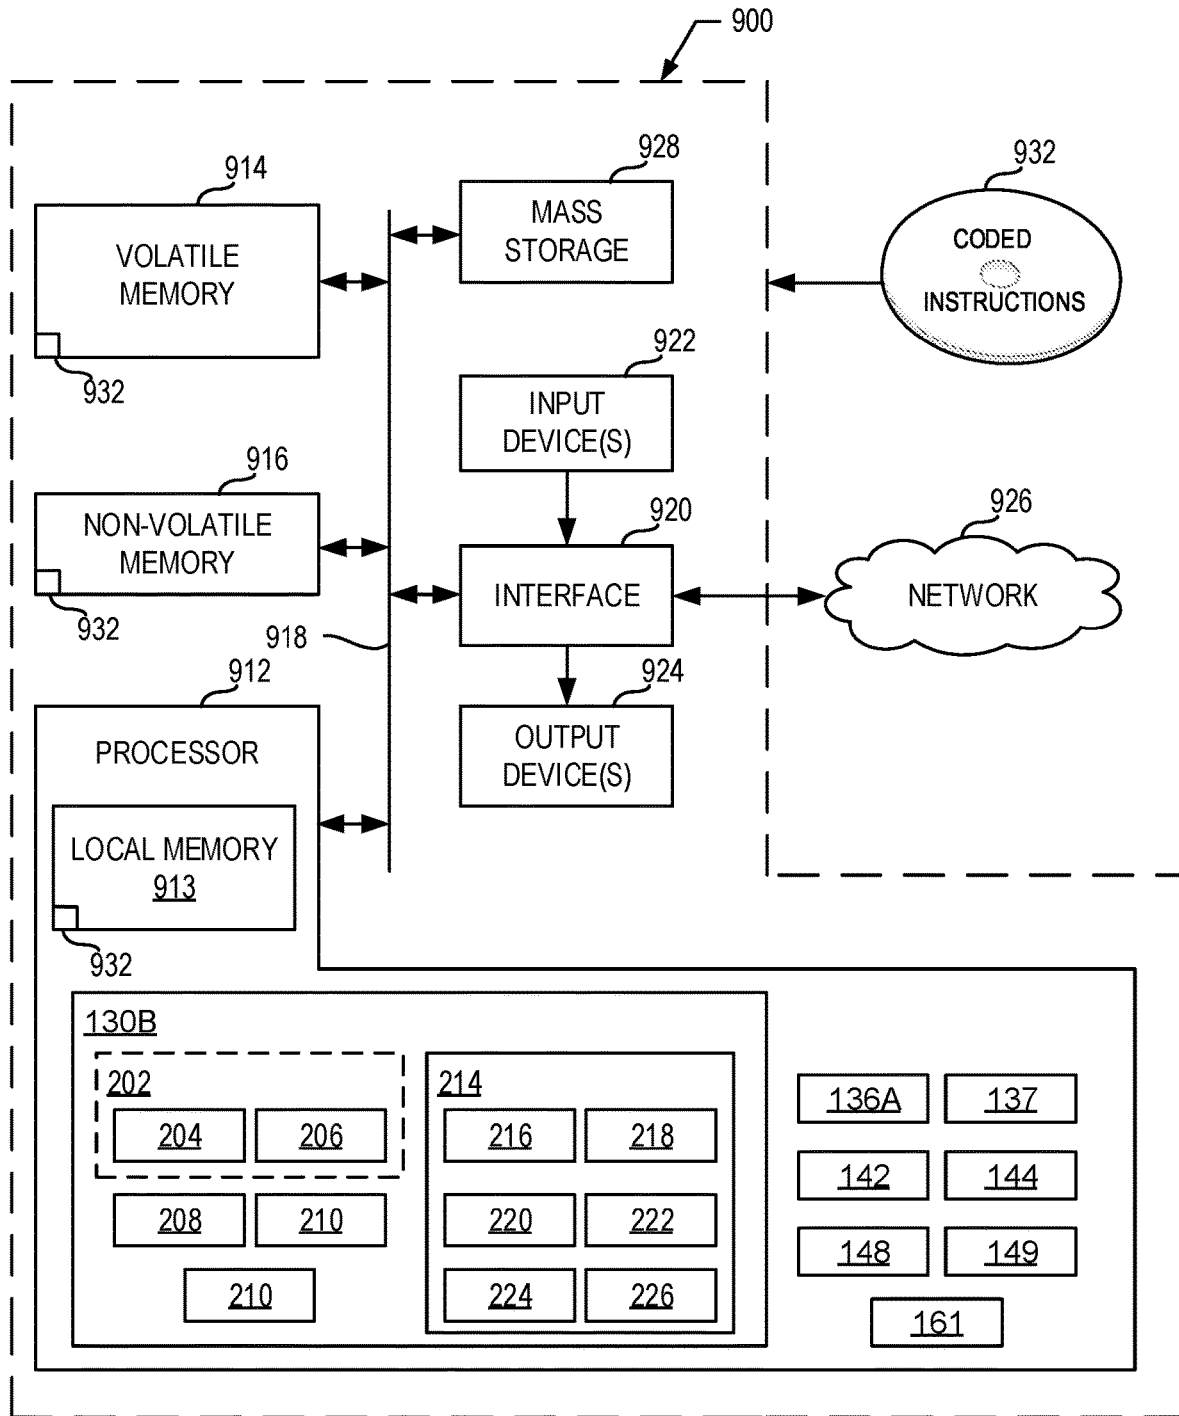 900
914
VOLATILE
MEMORY
932
928
MASS
STORAGE
932
CODED
INSTRUCTIONS
922
INPUT
DEVICE(S)
916
NON-VOLATILE
MEMORY
932
920
INTERFACE
926
NETWORK
918
924
OUTPUT
DEVICE(S)
912
PROCESSOR
LOCAL MEMORY
913
932
130B
202
204 206
208 210
210
214
216 218
220 222
224 226
136A 137
142 144
148 149
161